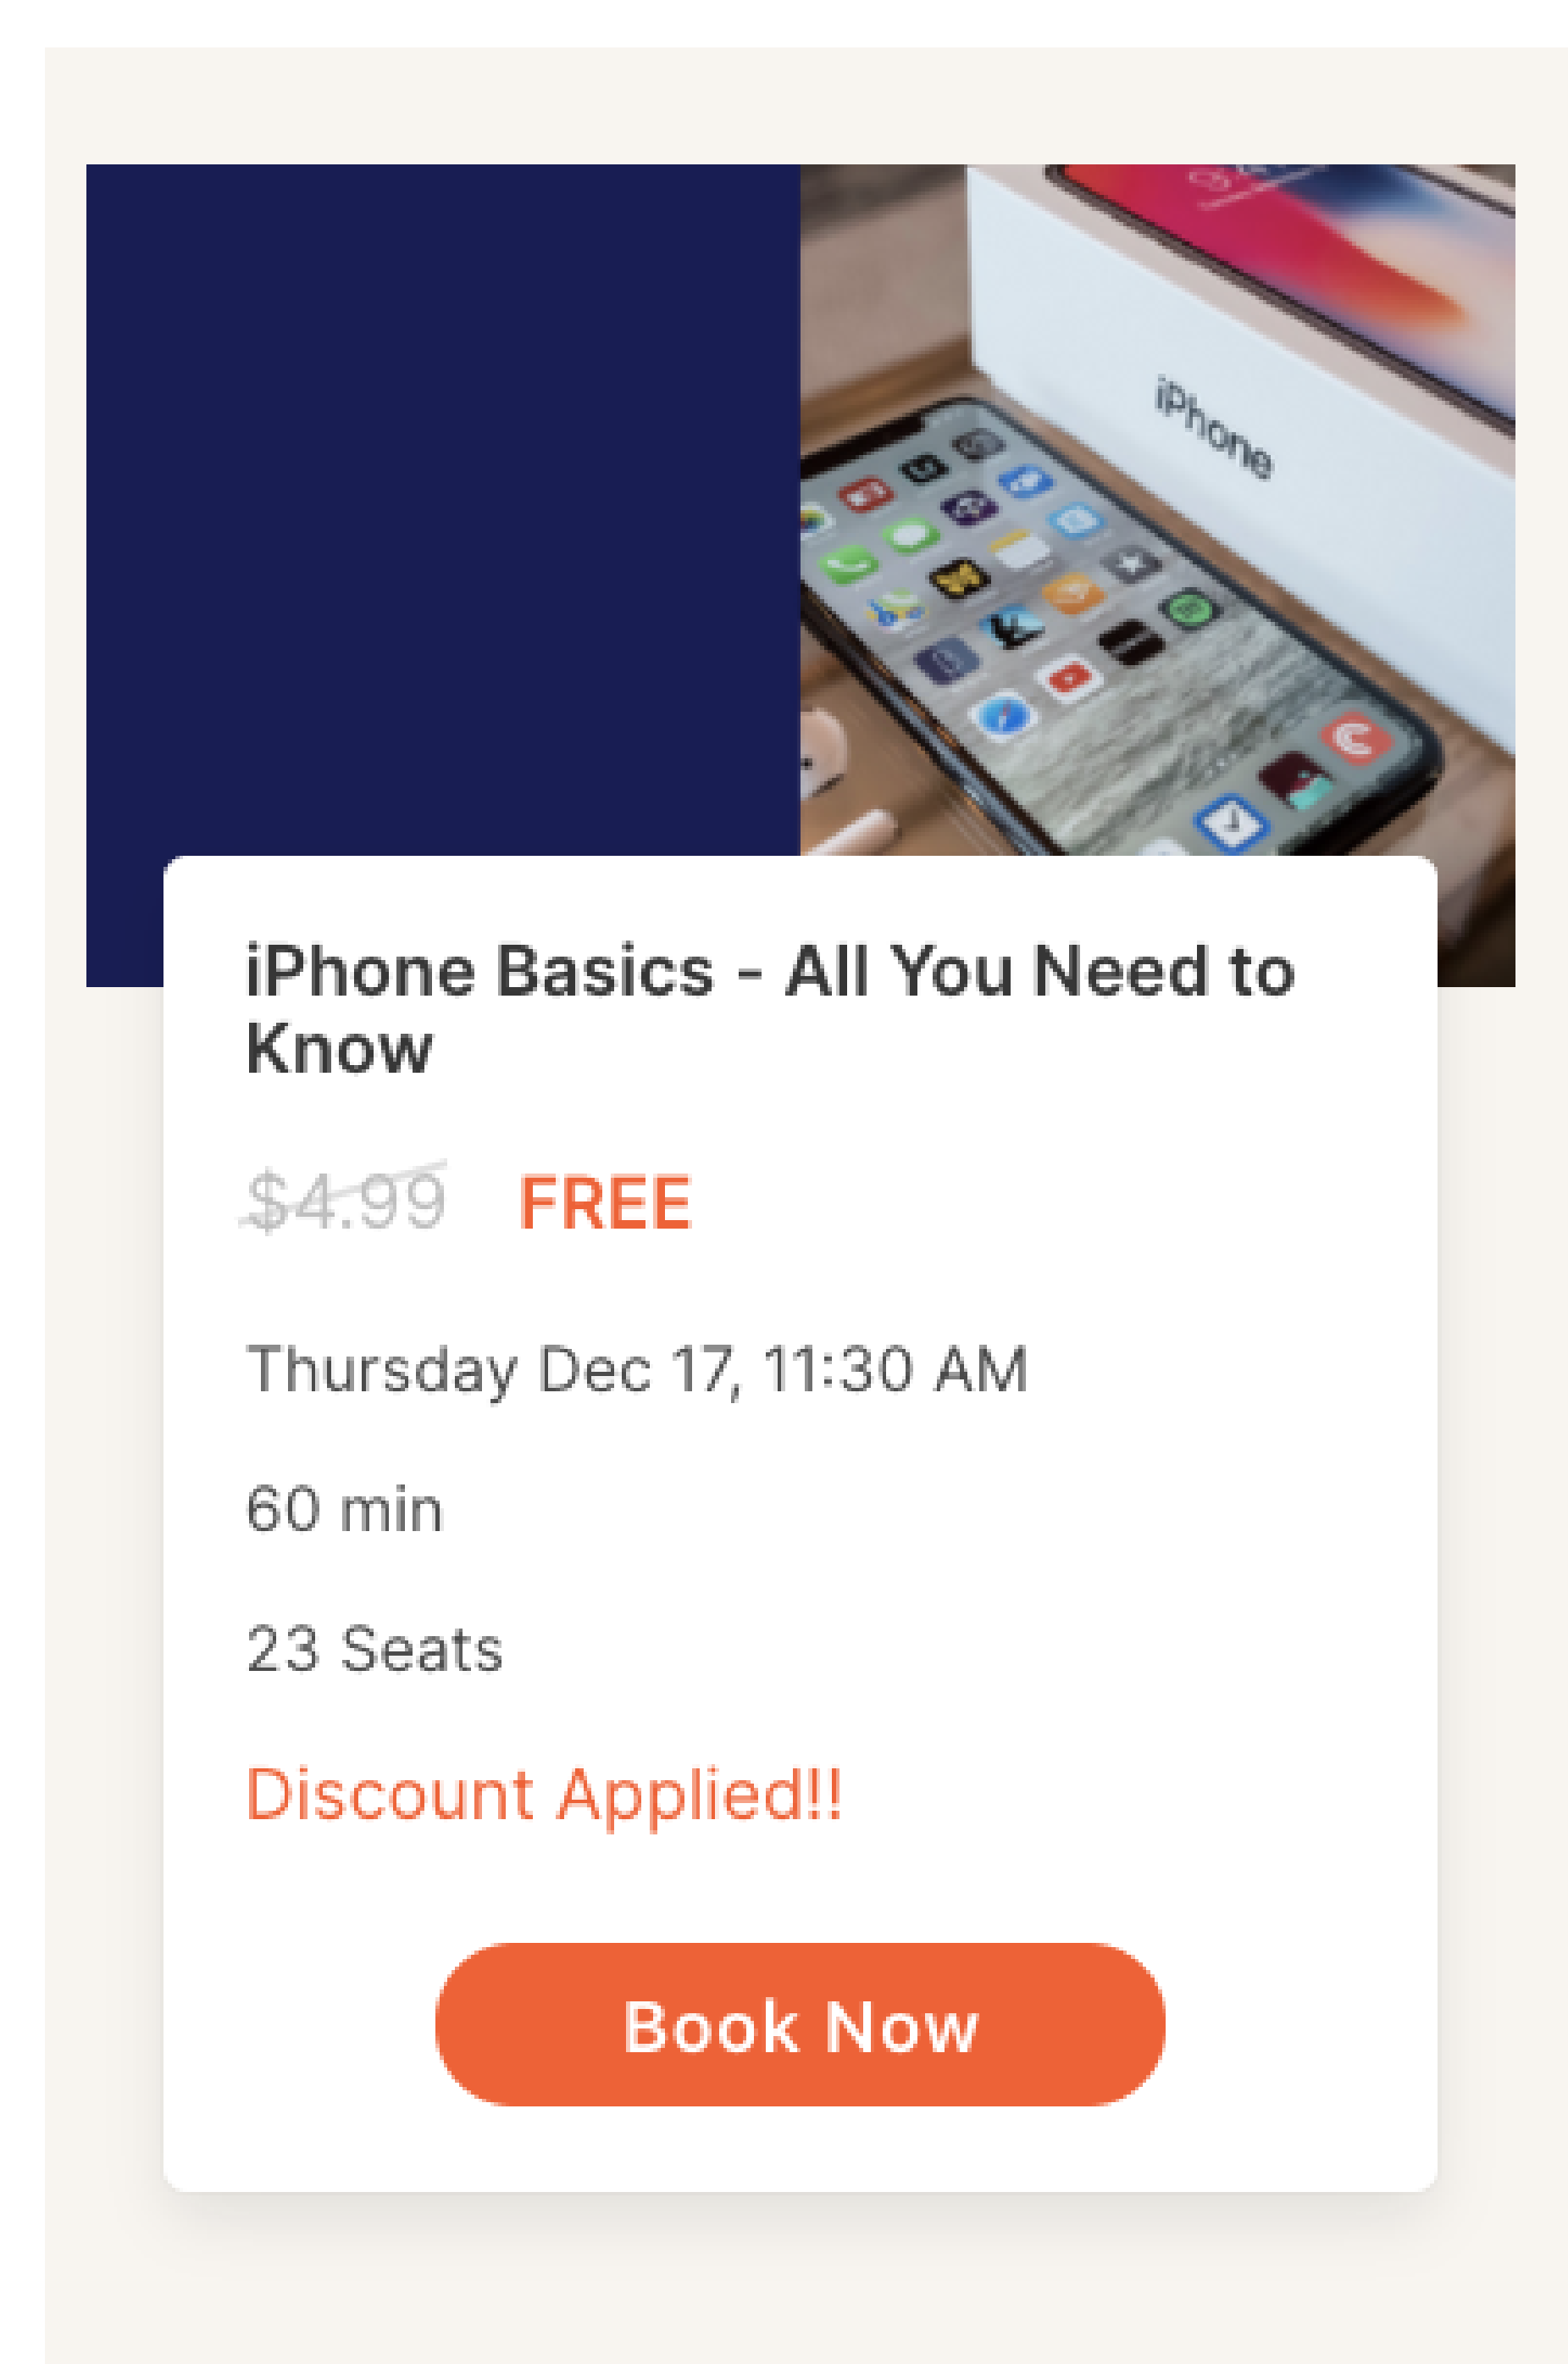 iPhone
iPhone Basics - All You Need to
Know
$4.99 FREE
Thursday Dec 17, 11:30 AM
60 min
23 Seats
Discount Applied!!
Book Now